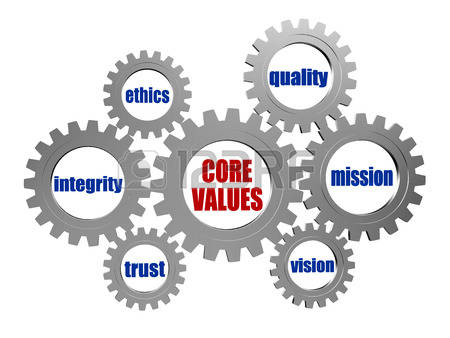 quality
ethics
CORE
VALUES
integrity
mission
trust
vision